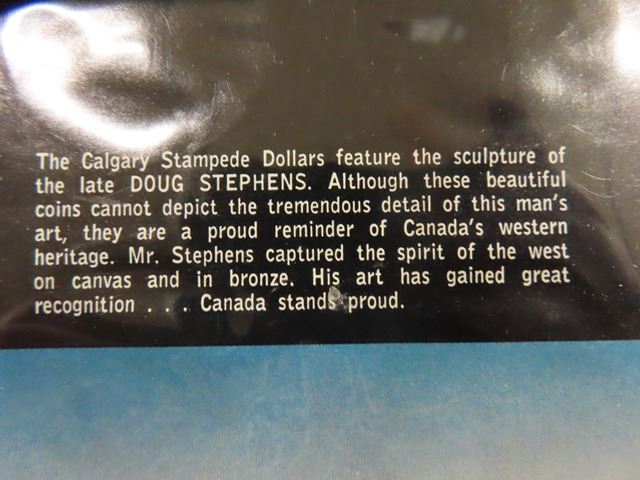 The Calgary Stampede Dollars feature the sculpture of
the late DOUG STEPHENS. Although these beautiful
coins cannot depict the tremendous detail of this man's
art, they are a proud reminder of Canada's western
heritage. Mr. Stephens captured the spirit of the west
on canvas and in bronze. His art has gained great
recognition . . . Canada stands proud.